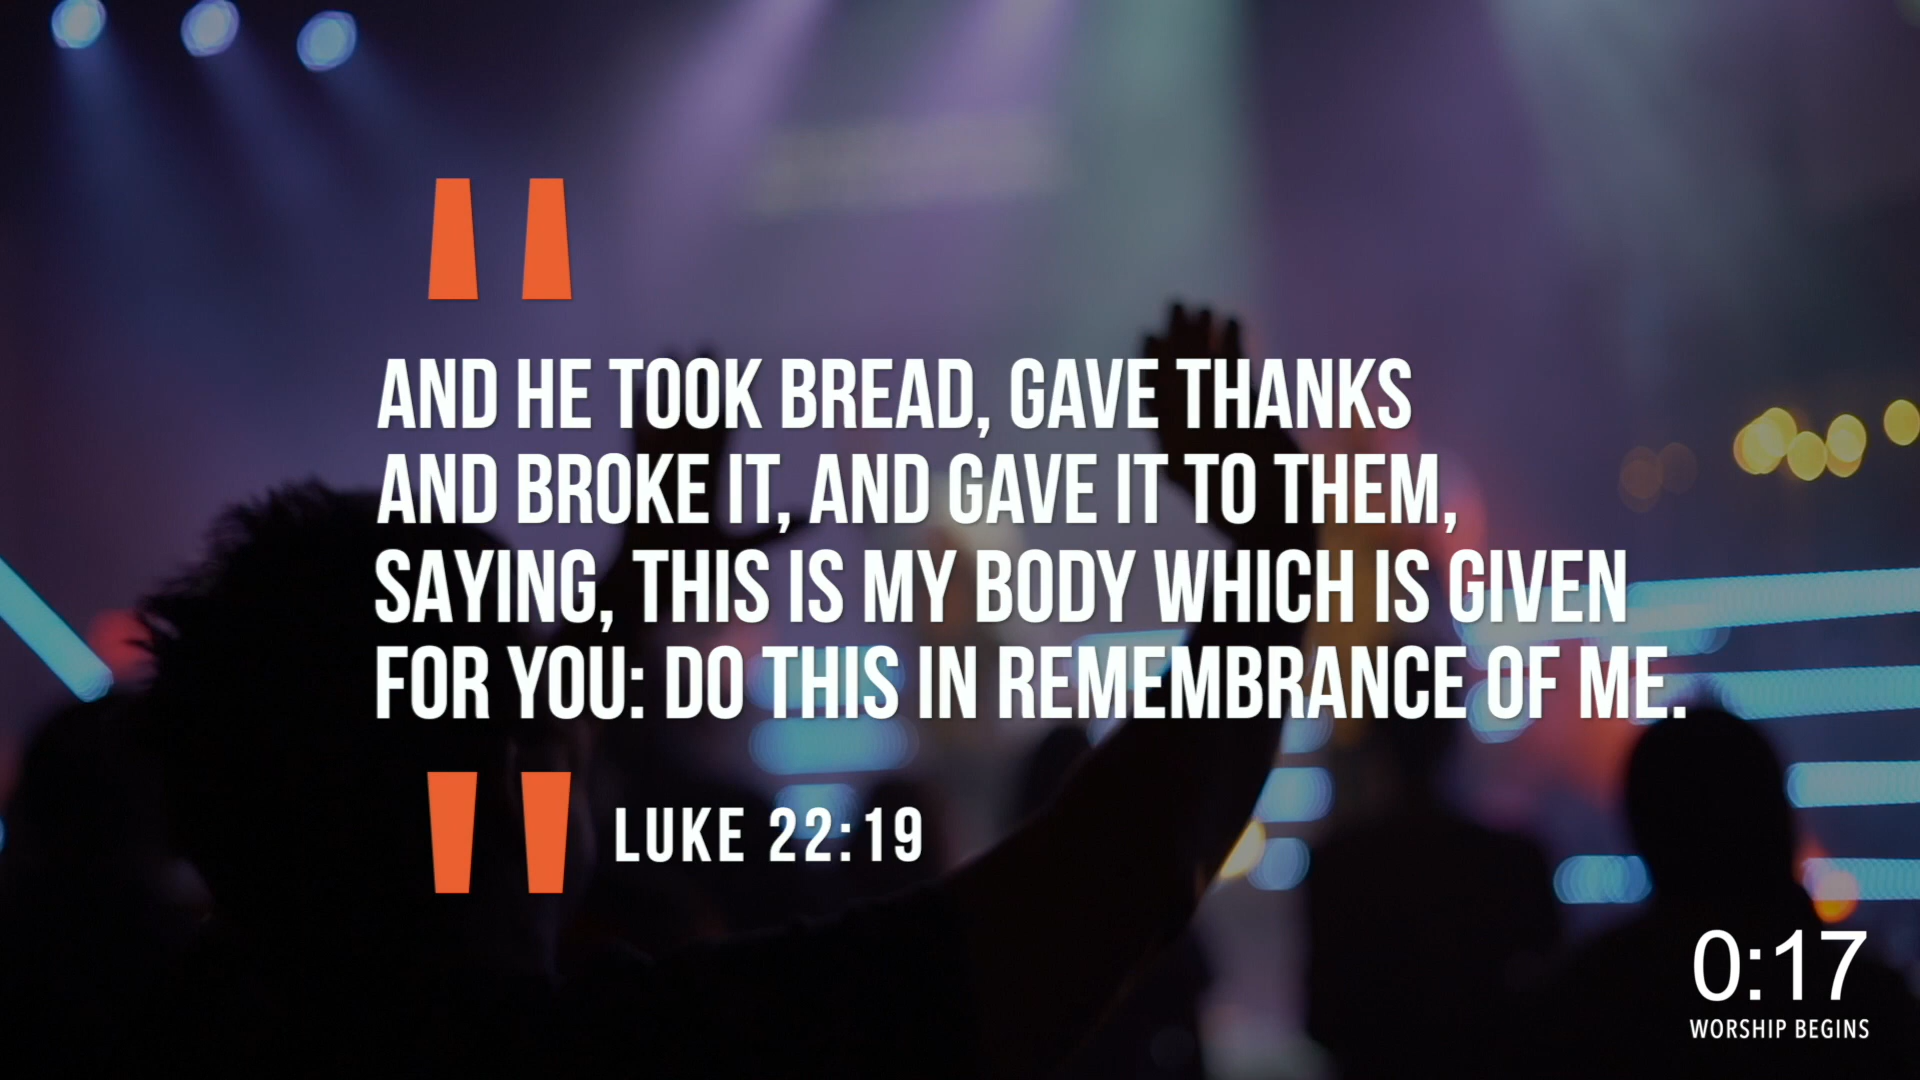 "
AND HE TOOK BREAD, GAVE THANKS
AND BROKE IT, AND GAVE IT TO THEM,
SAYING, THIS IS MY BODY WHICH IS GIVEN
FOR YOU: DO THIS IN REMEMBRANCE OF ME.
" LUKE 22:19
0:17
WORSHIP BEGINS